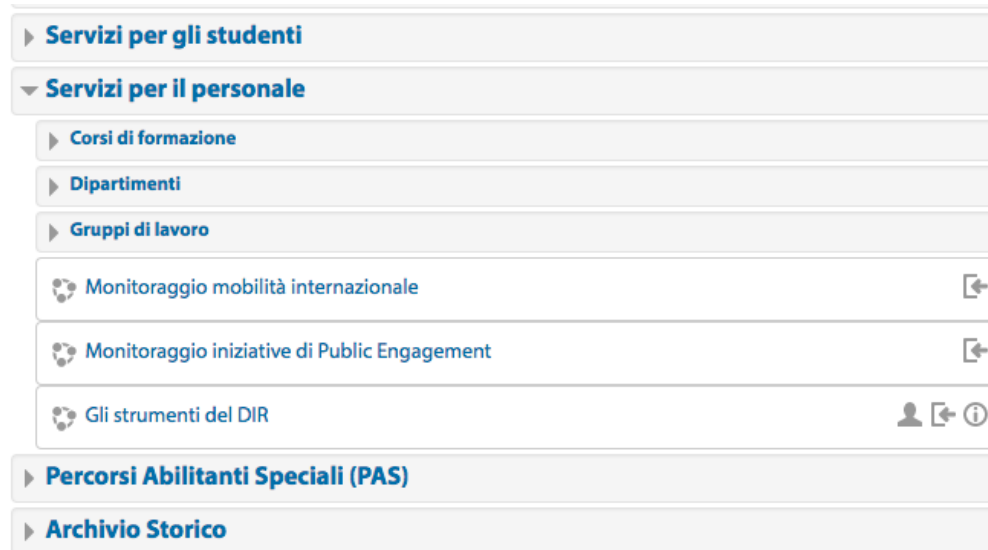 Servizi per gli studenti
Servizi per il personale
Corsi di formazione
Dipartimenti
Gruppi di lavoro
Monitoraggio mobilità internazionale
Monitoraggio iniziative di Public Engagement
Gli strumenti del DIR
Percorsi Abilitanti Speciali (PAS)
Archivio Storico